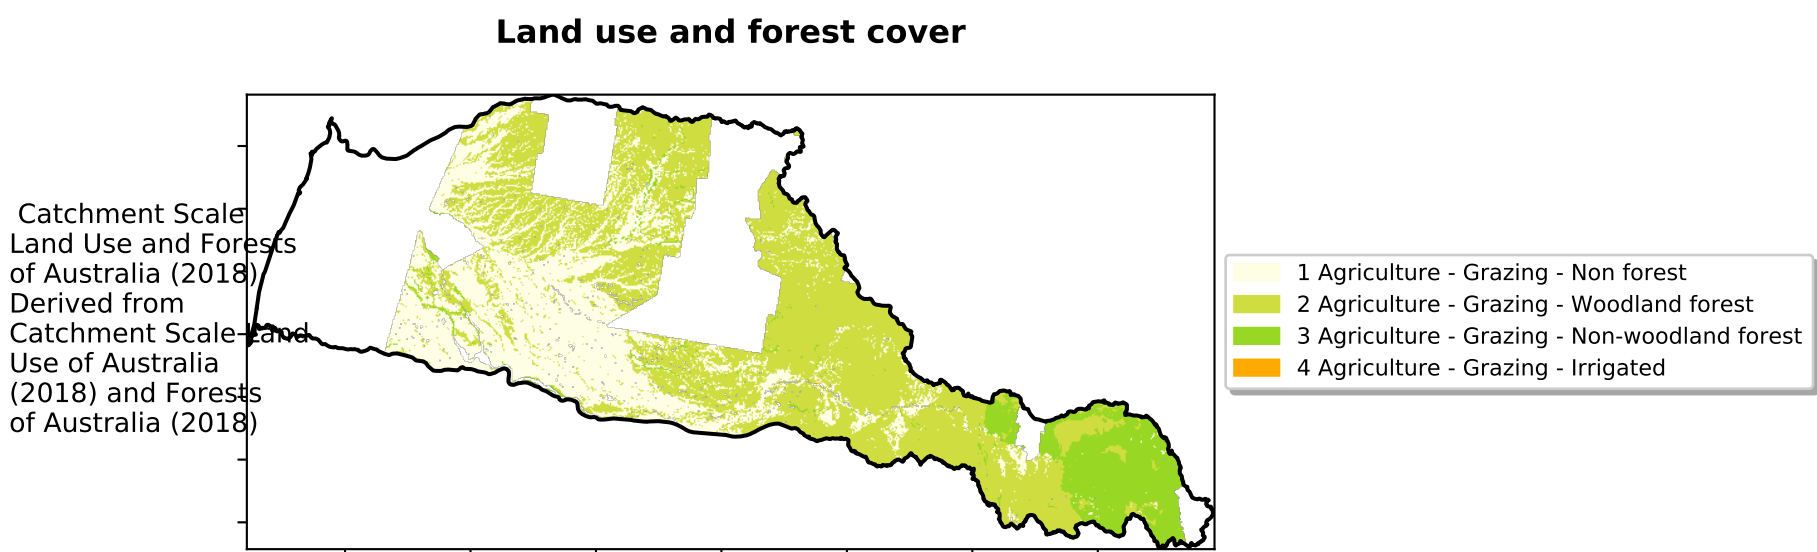 Land use and forest cover
Catchment Scale
Land Use and Forests
of Australia (2018)
Derived from
Catchment Scale Land
Use of Australia
(2018) and Forests
of Australia (2018)
1 Agriculture - Grazing - Non forest
2 Agriculture - Grazing - Woodland forest
3 Agriculture - Grazing - Non-woodland forest
4 Agriculture - Grazing - Irrigated